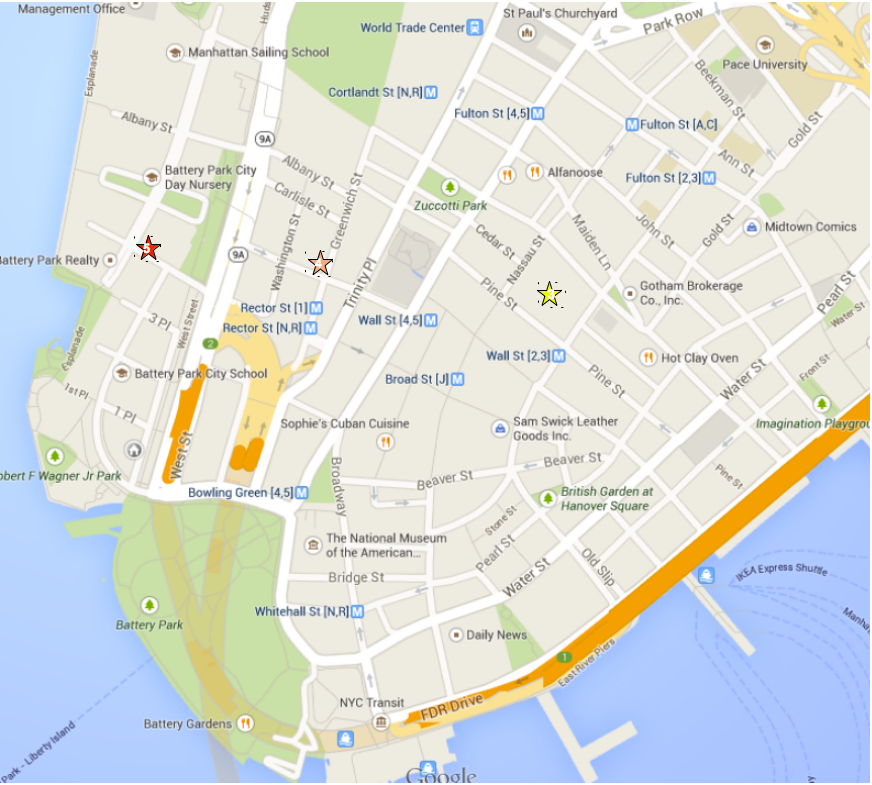 Management Office
Hudson
St Paul's Churchyard
World Trade Center
Park Row
Manhattan Sailing School
Pace University
Esplanade
Beekman St
Cortlandt St [N,R]
Fulton St [4,5]
Fulton St [A,C]
Gold St
Albany St
9A
Albany St
Ann St
Battery Park City
Day Nursery
Alfanoose
Fulton St [2,3]
Carlisle St
Greenwich St
Zuccotti Park
Maiden Ln
John St
Gold St
Midtown Comics
Washington St
Cedar St
Nassau St
Battery Park Realty
9A
Trinity Pl
Pine St
Gotham Brokerage
Co., Inc.
Pearl St
Rector St [1]
Rector St [N,R]
Wall St [4,5]
Water St
3 Pl
West Street
Esplanade
2
Wall St [2,3]
Hot Clay Oven
Front St
Battery Park City School
Broad St [J]
Pine St
Water St
1st Pl
1 Pl
Sophie's Cuban Cuisine
Sam Swick Leather
Goods Inc.
Imagination Playgrou
West St
Broadway
Beaver St
Beaver St
obert F Wagner Jr Park
Pine St
Bowling Green [4,5]
British Garden at
Hanover Square
Stone St
The National Museum
of the American...
Pearl St
Old Slip
Bridge St
Water St
IKEA Express Shuttle
Whitehall St [N,R]
Manha
Battery Park
Daily News
1
East River Piers
NYC Transit
FDR Drive
Battery Gardens
Park - Liberty Island
Google